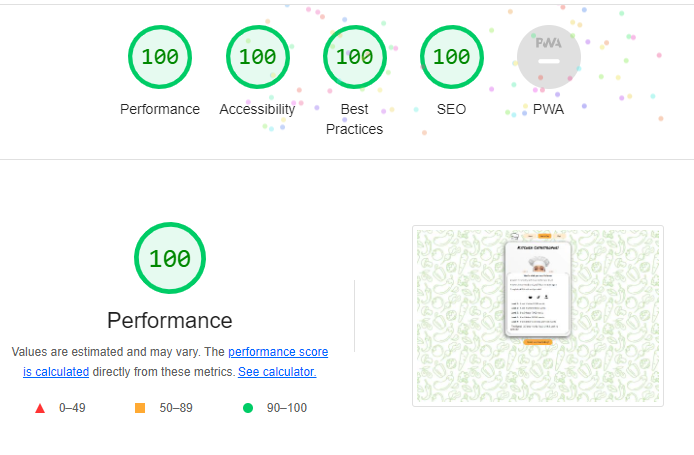 100
100
100
100
PWA
Performance
Accessibility
Best
Practices
SEO
PWA
100
Performance
Values are estimated and may vary. The performance score
is calculated directly from these metrics. See calculator.
0–49
50–89
90–100